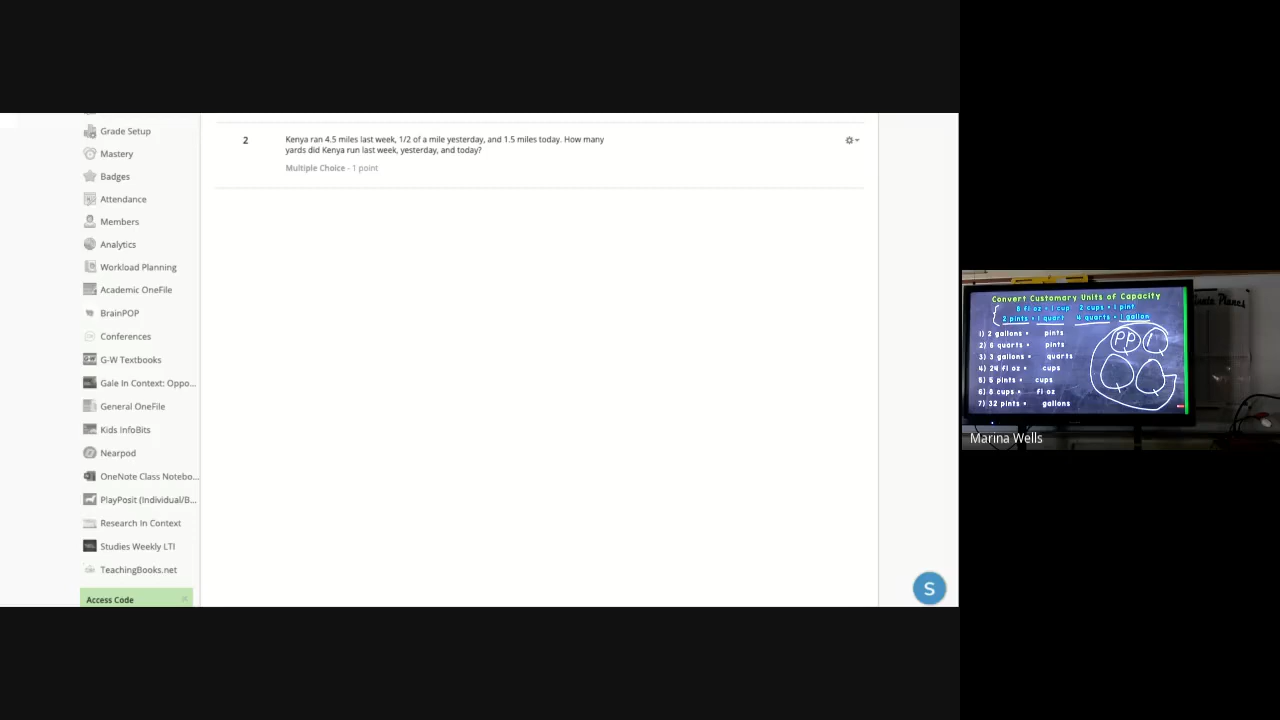 Grade Setup
Mastery
Badges
Attendance
Members
Analytics
Workload Planning
Academic OneFile
BrainPOP
Conferences
G-W Textbooks
Gale In Context: Oppo...
General OneFile
Kids InfoBits
Nearpod
OneNote Class Notebo...
PlayPosit (Individual/B...
Research In Context
Studies Weekly LTI
TeachingBooks.net
Access Code
2
Kenya ran 4.5 miles last week, 1/2 of a mile yesterday, and 1.5 miles today. How many
yards did Kenya run last week, yesterday, and today?
Multiple Choice - 1 point
S
Convert Customary Units of Capacity
8 fl oz = 1 cup 2 cups = 1 pint
2 pints = 1 quart 4 quarts = 1 gallon
1) 2 gallons = pints
2) 6 quarts = pints
3) 3 gallons = quarts
4) 24 fl oz = cups
5) 5 pints = cups
6) 8 cups = fl oz
7) 32 pints = gallons
PP
Q
Q
Q
Q
Marina Wells